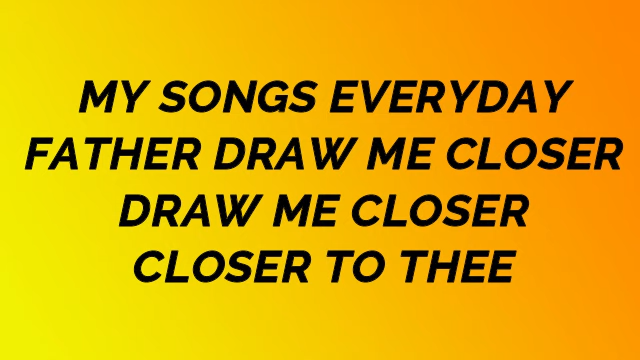 MY SONGS EVERYDAY
FATHER DRAW ME CLOSER
DRAW ME CLOSER
CLOSER TO THEE